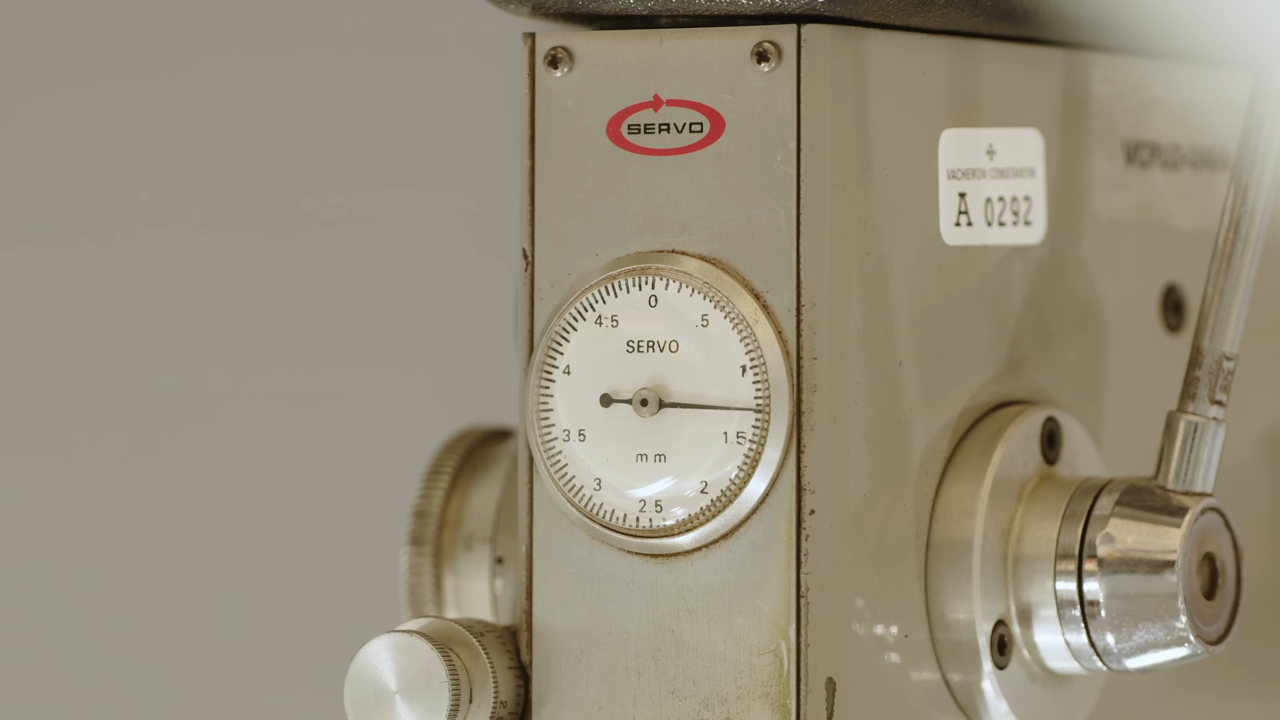 SERVO
VACHERON CONSTANTIN
A 0292
0
4.5 .5
SERVO
4 1
3.5 1.5
mm
3 2
2.5